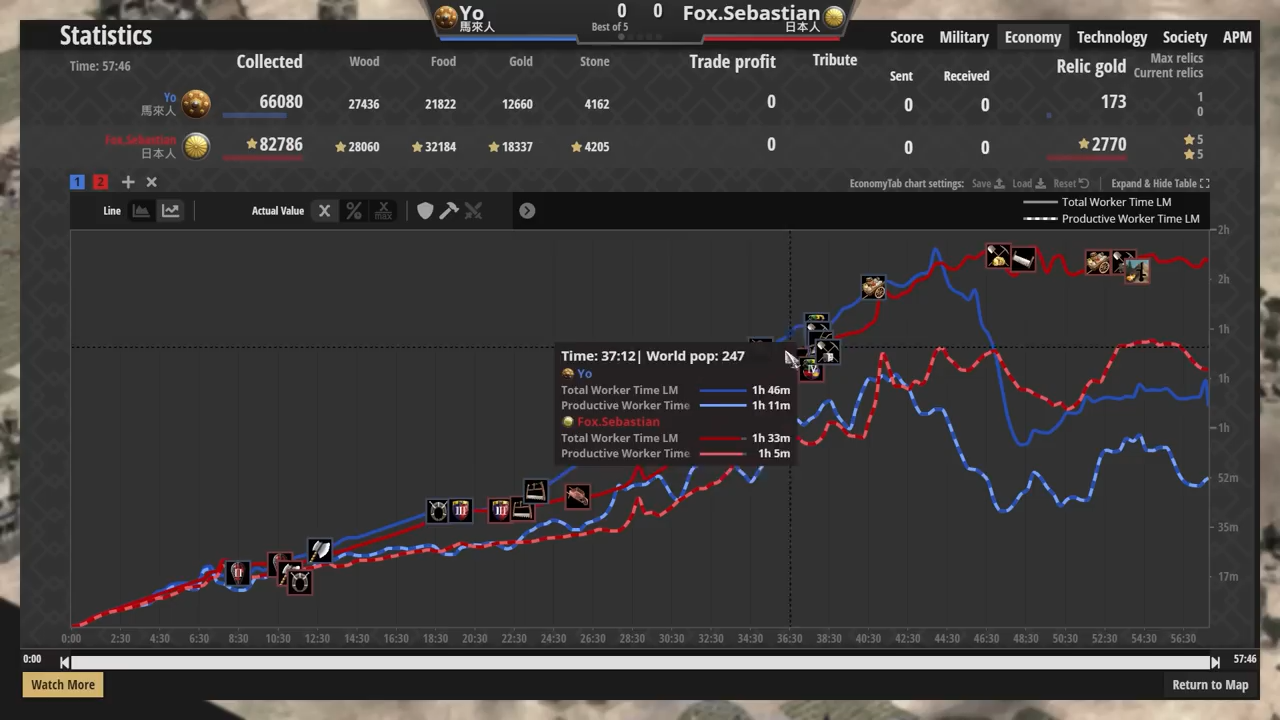 Yo
馬來人
0 0
Best of 5
Fox.Sebastian
日本人
Statistics
Score Military Economy Technology Society APM
Time: 57:46
Collected Wood Food Gold Stone Trade profit Tribute Sent Received Relic gold Max relics
Current relics
Yo
馬來人
66080 27436 21822 12660 4162 0 0 0 173 1
0
Fox.Sebastian
日本人
82786 28060 32184 18337 4205 0 0 0 2770 5
5
1 2
EconomyTab chart settings: Save Load Reset Expand & Hide Table
Line Actual Value X % X max
Total Worker Time LM
Productive Worker Time LM
2h
2h
1h
1h
1h
52m
35m
17m
Time: 37:12| World pop: 247
Yo
Total Worker Time LM 1h 46m
Productive Worker Time 1h 11m
Fox.Sebastian
Total Worker Time LM 1h 33m
Productive Worker Time 1h 5m
0:00 2:30 4:30 6:30 8:30 10:30 12:30 14:30 16:30 18:30 20:30 22:30 24:30 26:30 28:30 30:30 32:30 34:30 36:30 38:30 40:30 42:30 44:30 46:30 48:30 50:30 52:30 54:30 56:30
0:00 57:46
Watch More
Return to Map